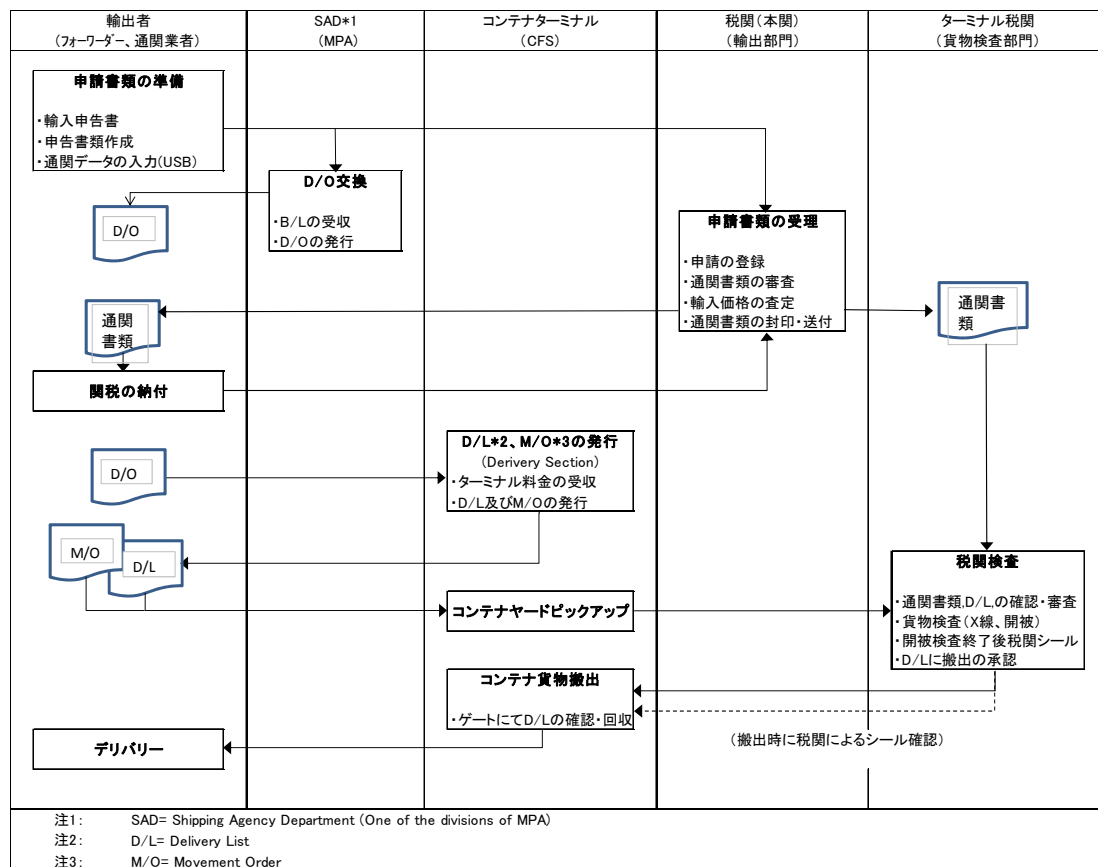 輸出者
(フォーワーダー、通関業者)
SAD*1
(MPA)
コンテナターミナル
(CFS)
税関(本関)
(輸出部門)
ターミナル税関
(貨物検査部門)
申請書類の準備
・輸入申告書
・申告書類作成
・通関データの入力(USB)
D/O交換
・B/Lの受収
・D/Oの発行
D/O
申請書類の受理
・申請の登録
・通関書類の審査
・輸入価格の査定
・通関書類の封印・送付
通関
書類
通関書
類
関税の納付
D/L*2、M/O*3の発行
(Derivery Section)
・ターミナル料金の受収
・D/L及びM/Oの発行
D/O
M/O
D/L
税関検査
・通関書類,D/L,の確認・審査
・貨物検査(X線、開被)
・開被検査終了後税関シール
・D/Lに搬出の承認
コンテナヤードピックアップ
コンテナ貨物搬出
・ゲートにてD/Lの確認・回収
(搬出時に税関によるシール確認)
デリバリー
注1: SAD= Shipping Agency Department (One of the divisions of MPA)
注2: D/L= Delivery List
注3: M/O= Movement Order